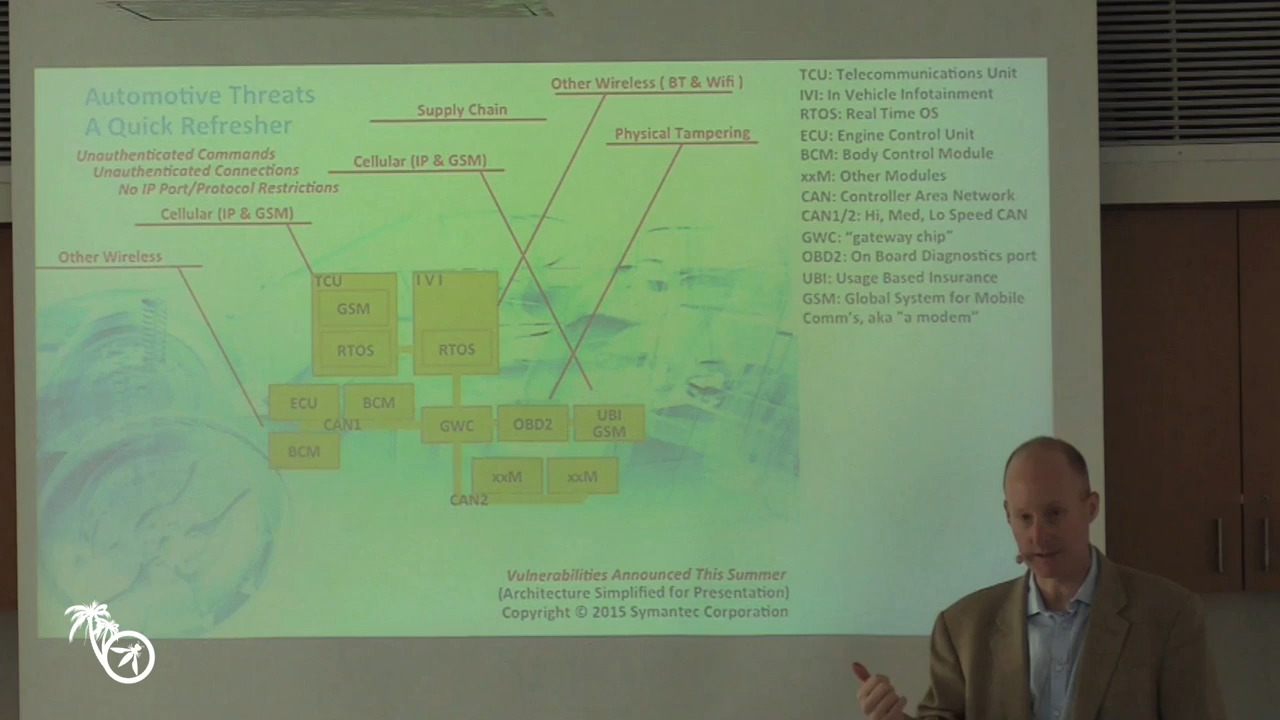 Automotive Threats
A Quick Refresher
Unauthenticated Commands
Unauthenticated Connections
No IP Port/Protocol Restrictions
Cellular (IP & GSM)
Other Wireless
Supply Chain
Cellular (IP & GSM)
Other Wireless ( BT & Wifi )
Physical Tampering
TCU
GSM
RTOS
I V I
RTOS
ECU
BCM
CAN1
BCM
GWC
OBD2
UBI
GSM
xxM
xxM
CAN2
Vulnerabilities Announced This Summer
(Architecture Simplified for Presentation)
Copyright © 2015 Symantec Corporation
TCU: Telecommunications Unit
IVI: In Vehicle Infotainment
RTOS: Real Time OS
ECU: Engine Control Unit
BCM: Body Control Module
xxM: Other Modules
CAN: Controller Area Network
CAN1/2: Hi, Med, Lo Speed CAN
GWC: “gateway chip”
OBD2: On Board Diagnostics port
UBI: Usage Based Insurance
GSM: Global System for Mobile
Comm’s, aka “a modem”